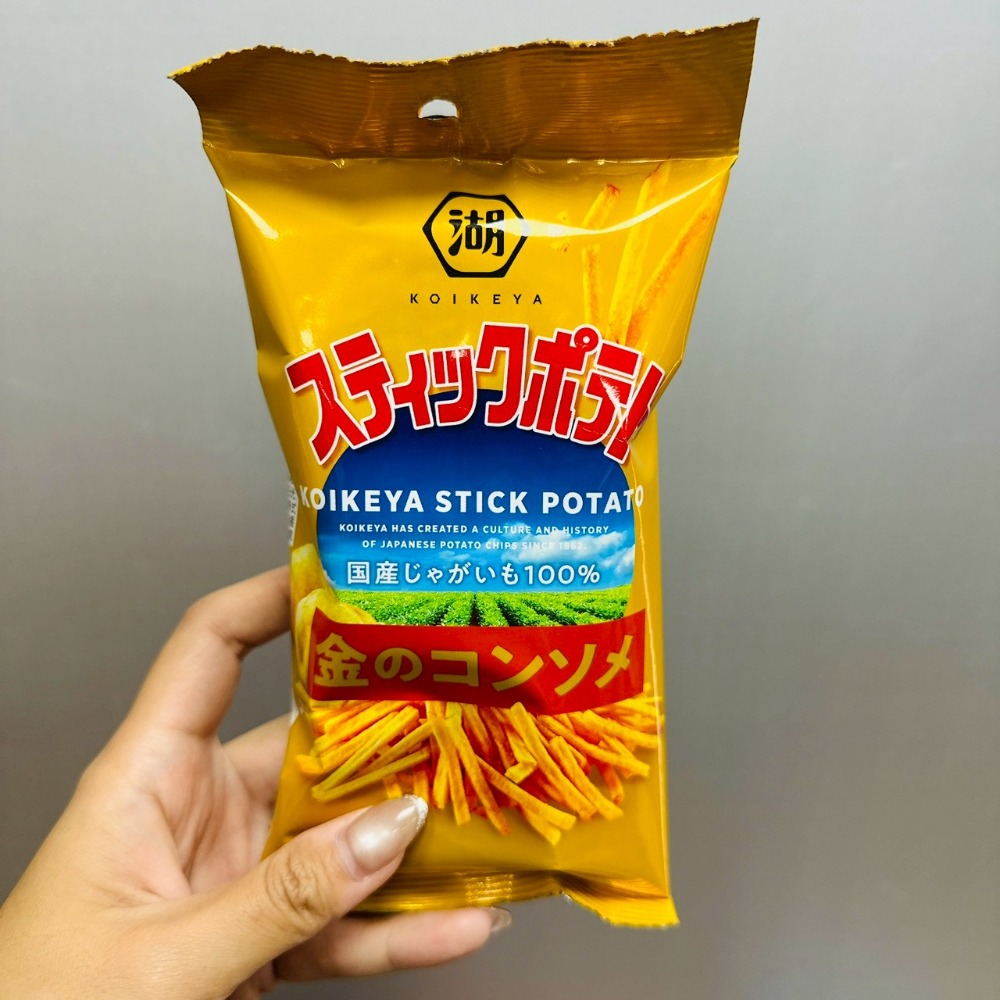 湖
KOIKEYA
スティックポテト
KOIKEYA STICK POTATO
KOIKEYA HAS CREATED A CULTURE AND HISTORY
OF JAPANESE POTATO CHIPS SINCE 1962.
国産じゃがいも100%
金のコンソメ